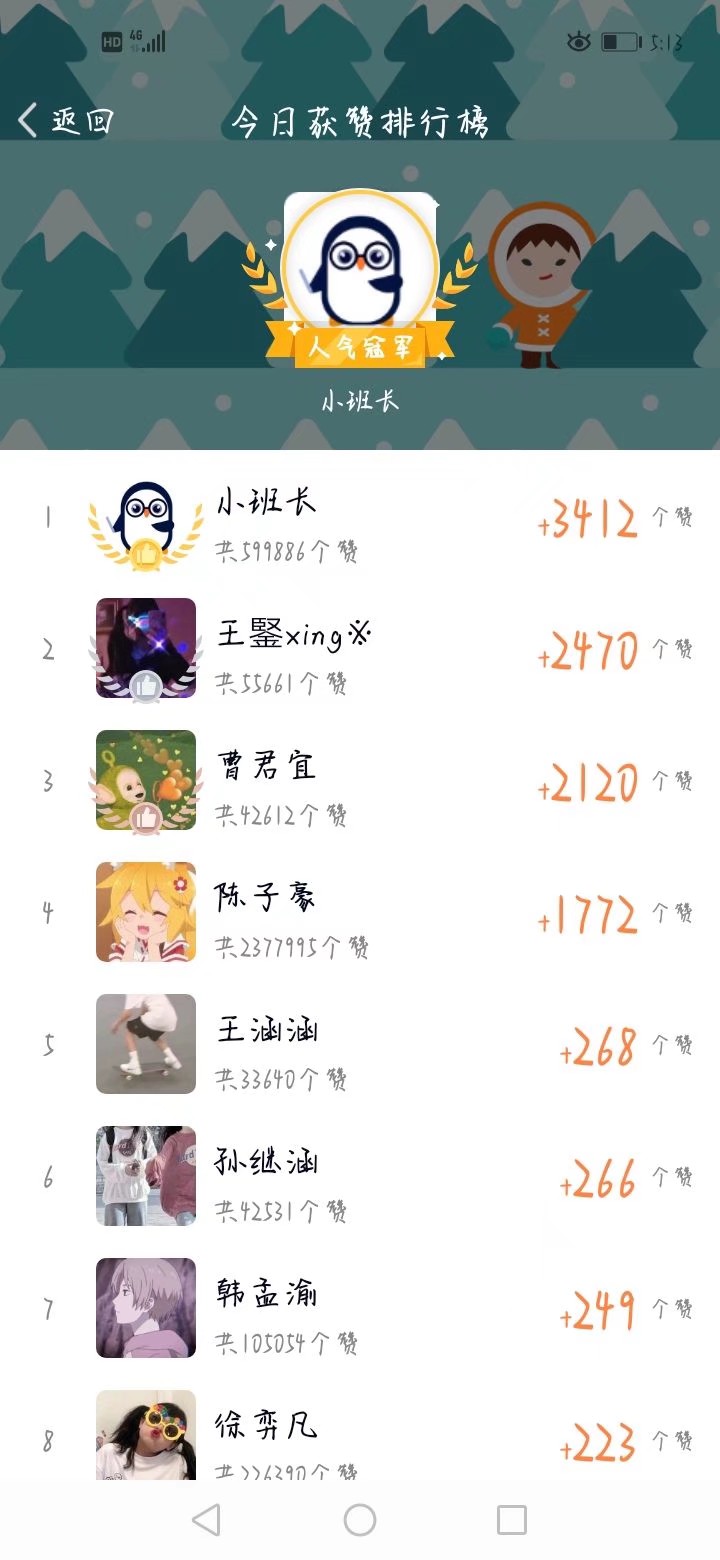 HD 4G 5:13
返回 今日获赞排行榜
人气冠军
小班长
1 小班长 +3412 个赞
共599886个赞
2 王鋻xing※ +2470 个赞
共55661个赞
3 曹君宜 +2120 个赞
共42612个赞
4 陈子豪 +1772 个赞
共2377995个赞
5 王涵涵 +268 个赞
共33640个赞
6 孙继涵 +266 个赞
共42531个赞
7 韩孟渝 +249 个赞
共105054个赞
8 徐弈凡 +223 个赞
共226390个赞